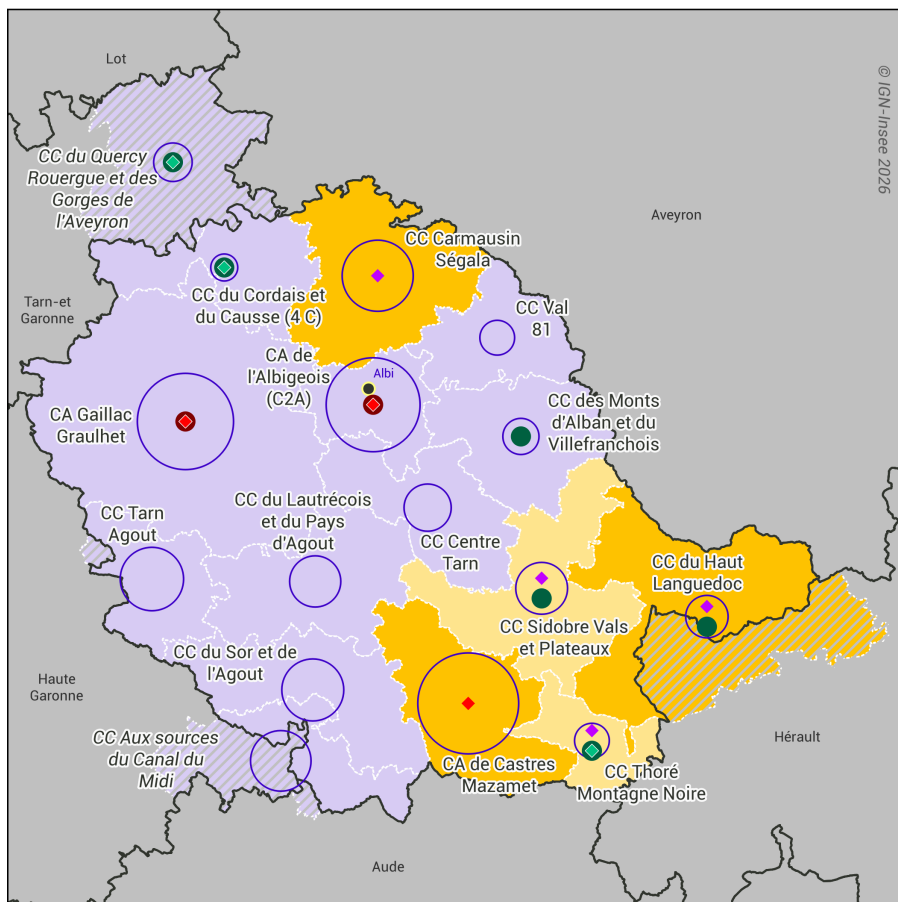 Lot
© IGN-Insee 2026
CC du Quercy
Rouergue et des
Gorges de
l'Aveyron
Aveyron
CC Carmausin
Ségala
Tarn-et
Garonne
CC du Cordais et
du Causse (4 C)
CC Val
81
CA de
l'Albigeois
(C2A)
Albi
CA Gaillac
Graulhet
CC des Monts
d'Alban et du
Villefranchois
CC Tarn
Agout
CC du Lautrécois
et du Pays
d'Agout
CC Centre
Tarn
CC du Haut
Languedoc
CC Sidobre Vals
et Plateaux
CC du Sor et de
l'Agout
Haute
Garonne
CC Aux sources
du Canal du
Midi
Hérault
CA de Castres
Mazamet
CC Thoré
Montagne Noire
Aude